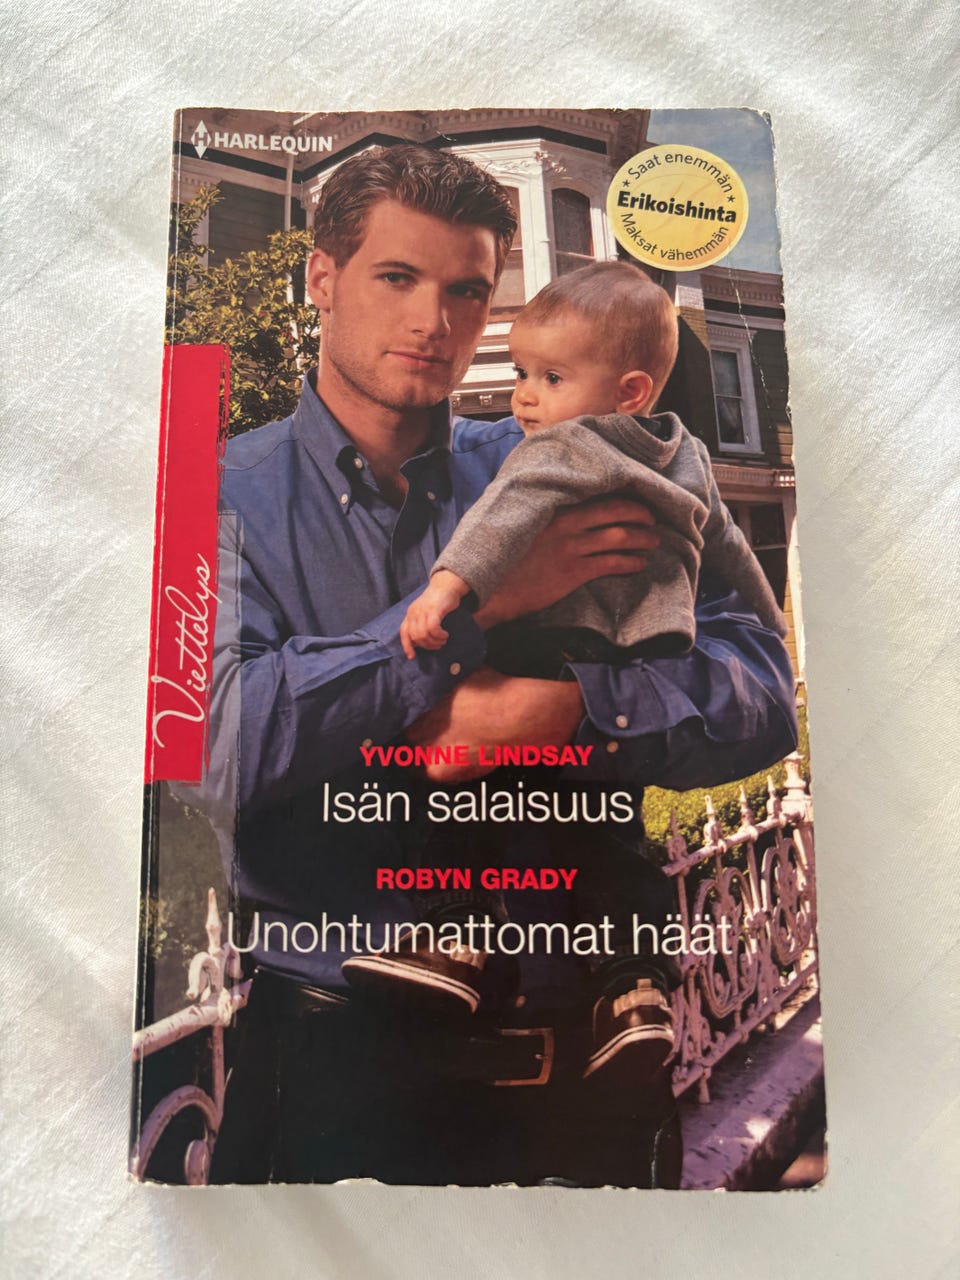 HARLEQUIN
★ Saat enemmän ★
Erikoishinta
Maksat vähemmän
Viettelys
YVONNE LINDSAY
Isän salaisuus
ROBYN GRADY
Unohtumattomat häät